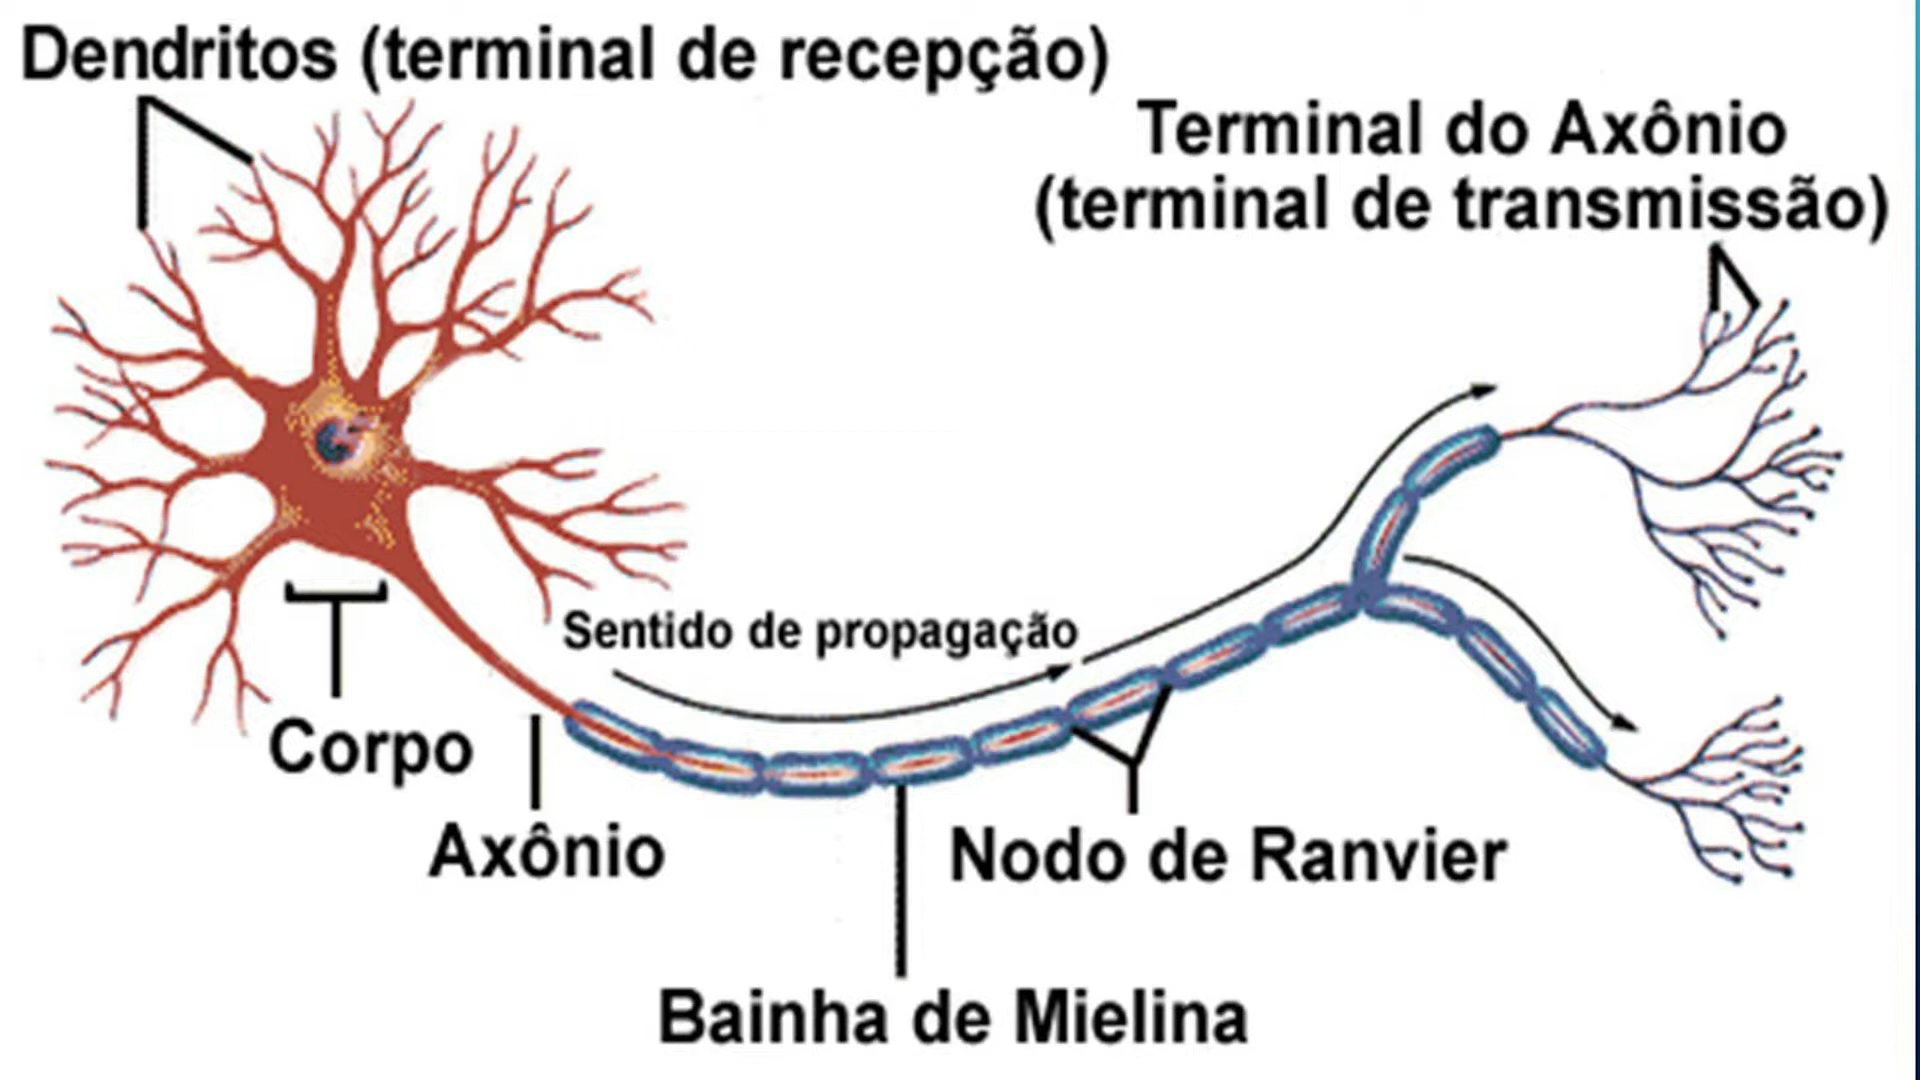 Dendritos (terminal de recepção)
Terminal do Axônio
(terminal de transmissão)
Sentido de propagação
Corpo
Axônio
Nodo de Ranvier
Bainha de Mielina